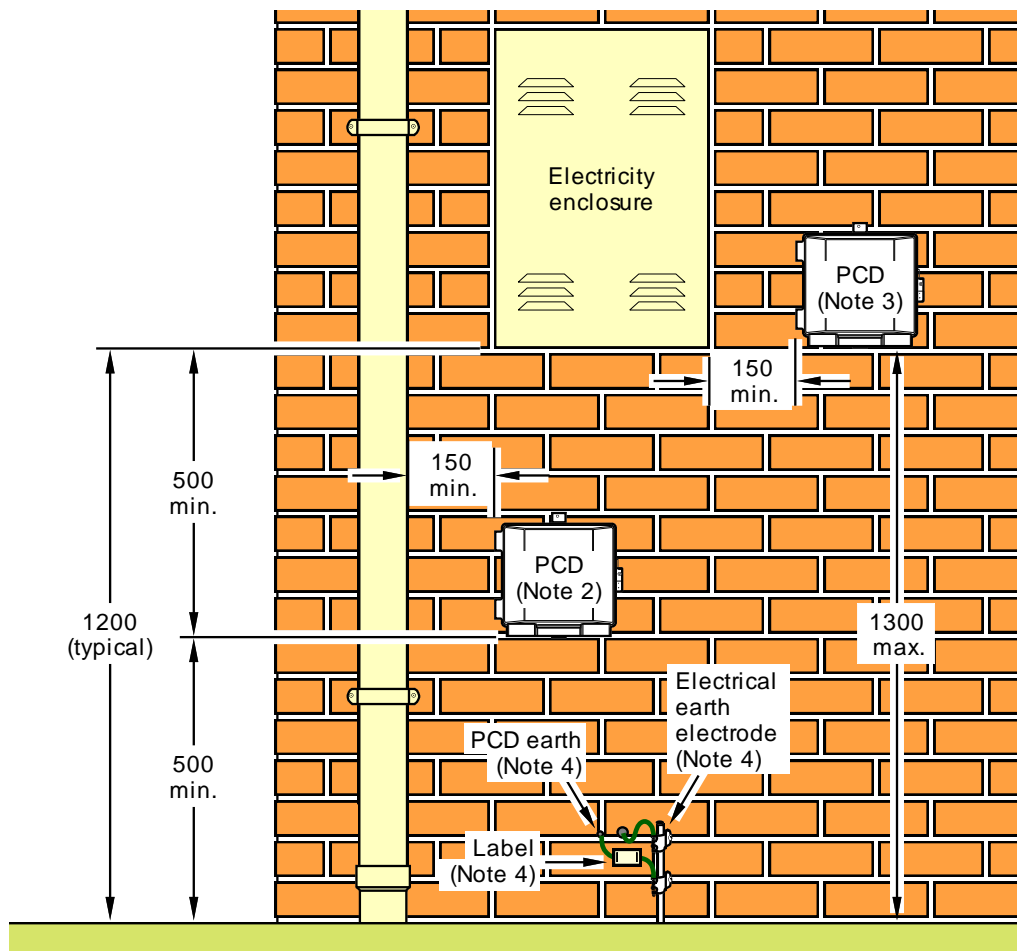 Electricity
enclosure
PCD
(Note 3)
150
min.
500
min.
150
min.
PCD
(Note 2)
1200
(typical)
1300
max.
Electrical
earth
electrode
(Note 4)
PCD earth
(Note 4)
500
min.
Label
(Note 4)